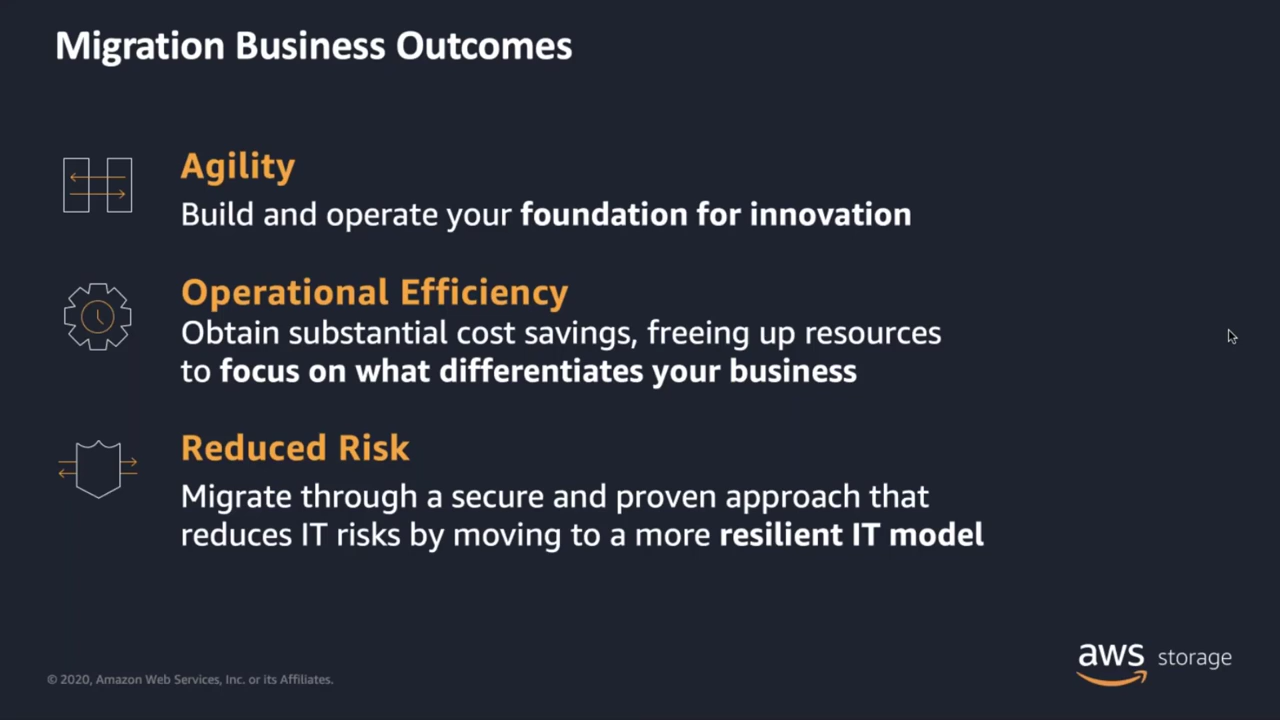 Migration Business Outcomes
Agility
Build and operate your foundation for innovation
Operational Efficiency
Obtain substantial cost savings, freeing up resources
to focus on what differentiates your business
Reduced Risk
Migrate through a secure and proven approach that
reduces IT risks by moving to a more resilient IT model
© 2020, Amazon Web Services, Inc. or its Affiliates.
aws storage